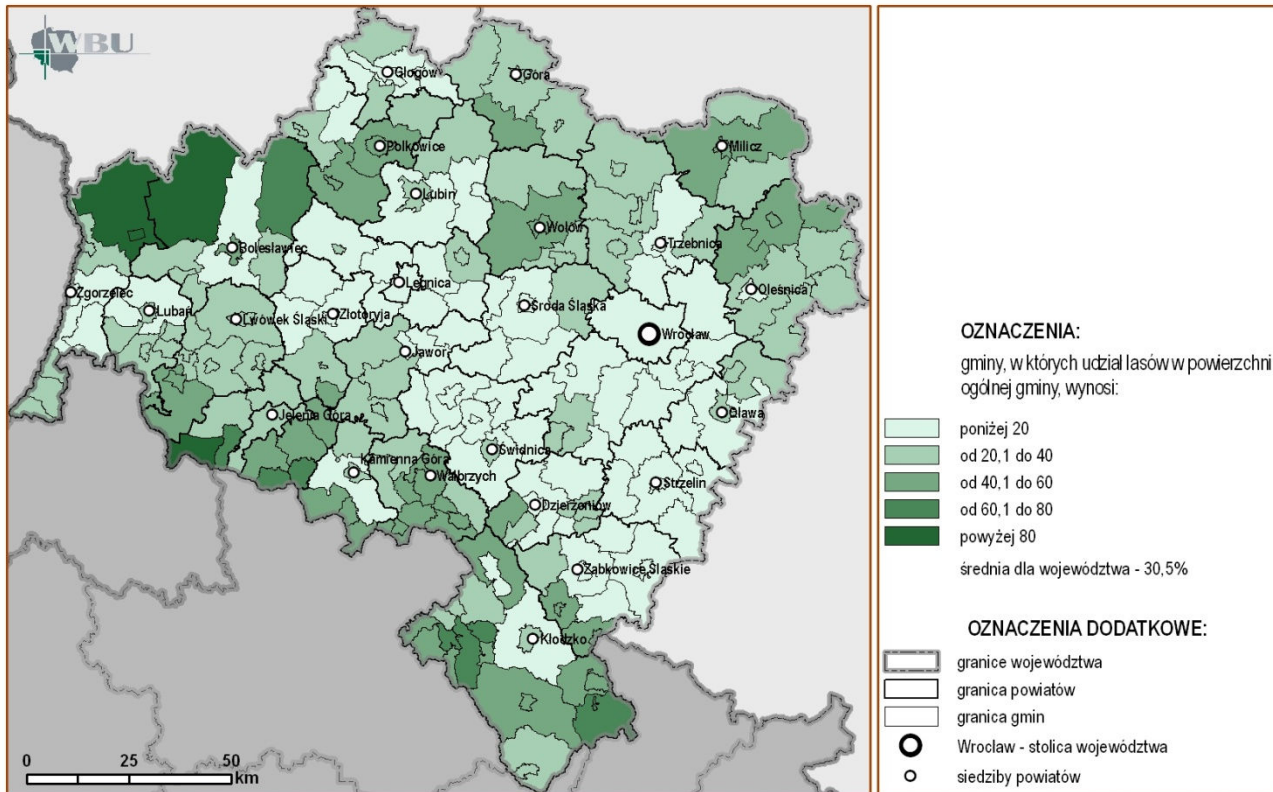 WBU
Głogów
Góra
Polkowice
Milicz
Lubin
Wołów
Bolesławiec
Trzebnica
Zgorzelec
Legnica
Oleśnica
Lubań
Lwówek Śląski
Złotoryja
Środa Śląska
Wrocław
Jawor
Jelenia Góra
Oława
Świdnica
Kamienna Góra
Wałbrzych
Strzelin
Dzierżoniów
Ząbkowice Śląskie
Kłodzko
0 25 50
km
OZNACZENIA:
gminy, w których udział lasów w powierzchni
ogólnej gminy, wynosi:
poniżej 20
od 20,1 do 40
od 40,1 do 60
od 60,1 do 80
powyżej 80
średnia dla województwa - 30,5%
OZNACZENIA DODATKOWE:
granice województwa
granica powiatów
granica gmin
Wrocław - stolica województwa
siedziby powiatów